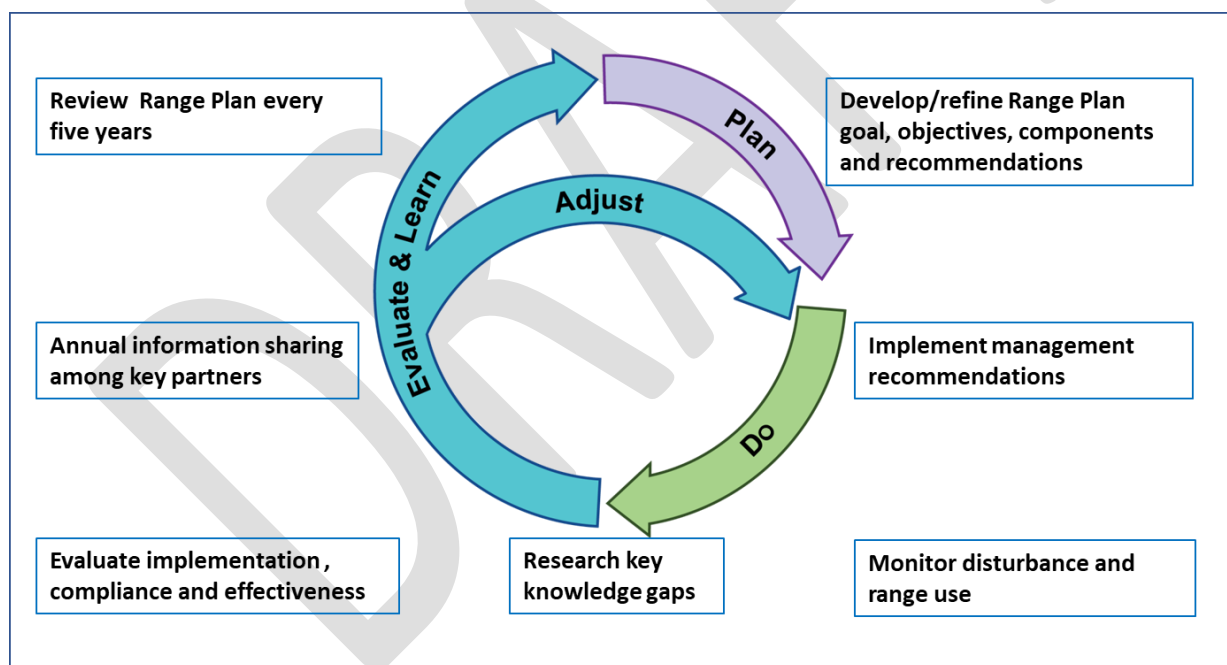 Review Range Plan every
five years
Develop/refine Range Plan
goal, objectives, components
and recommendations
Plan
Adjust
Evaluate & Learn
Annual information sharing
among key partners
Implement management
recommendations
Do
Evaluate implementation ,
compliance and effectiveness
Research key
knowledge gaps
Monitor disturbance and
range use
DRAF